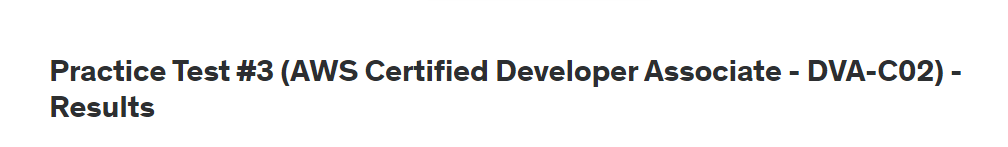 Practice Test #3 (AWS Certified Developer Associate - DVA-C02) -
Results